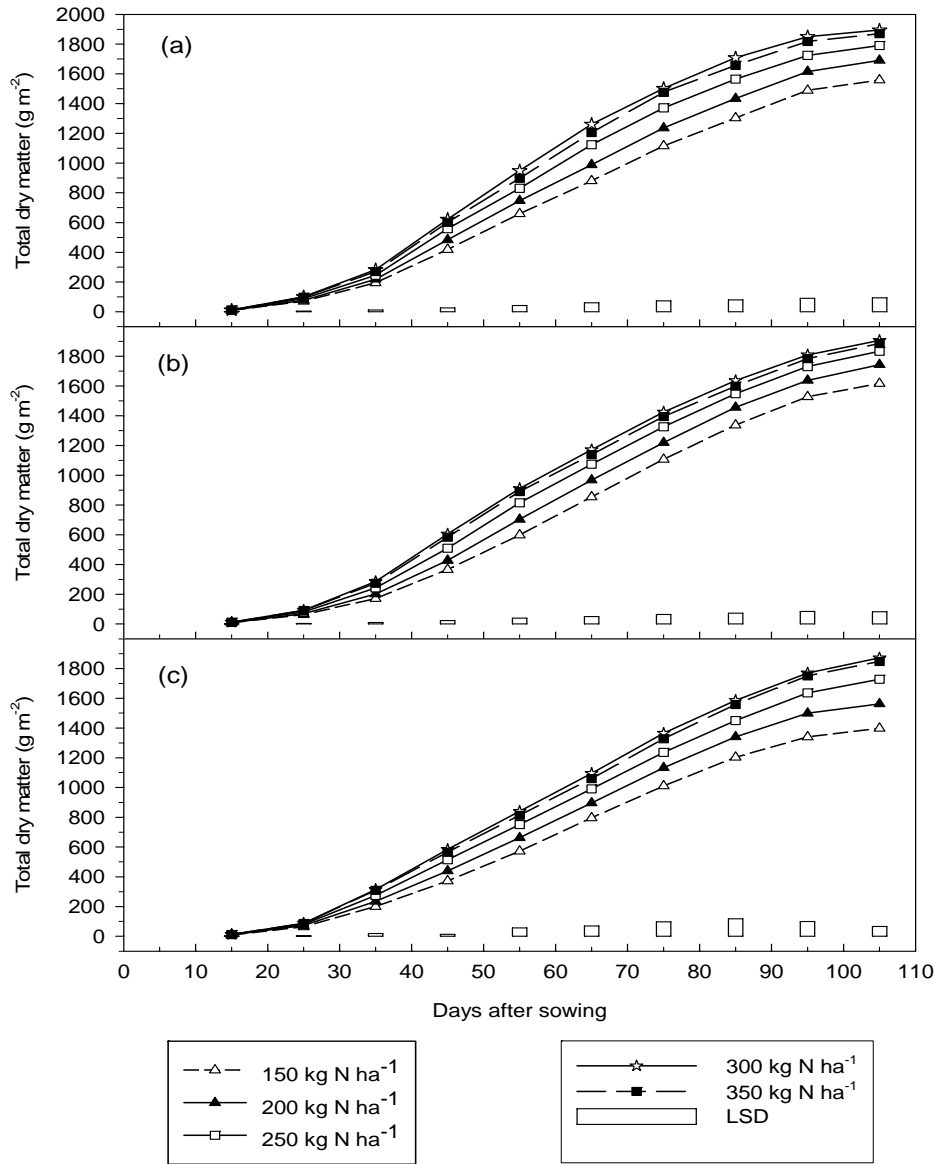 2000
1800
1600
1400
1200
1000
800
600
400
200
0
Total dry matter (g m⁻²)
(a)
1800
1600
1400
1200
1000
800
600
400
200
0
Total dry matter (g m⁻²)
(b)
1800
1600
1400
1200
1000
800
600
400
200
0
Total dry matter (g m⁻²)
(c)
0 10 20 30 40 50 60 70 80 90 100 110
Days after sowing
150 kg N ha⁻¹
200 kg N ha⁻¹
250 kg N ha⁻¹
300 kg N ha⁻¹
350 kg N ha⁻¹
LSD